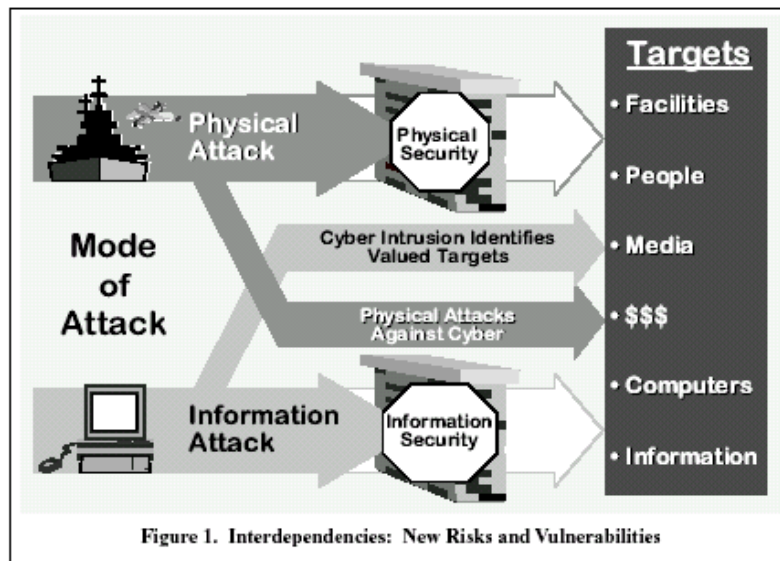 Targets
• Facilities
• People
• Media
• $$$
• Computers
• Information
Physical
Attack
Physical
Security
Mode
of
Attack
Cyber Intrusion Identifies
Valued Targets
Physical Attacks
Against Cyber
Information
Attack
Information
Security
Figure 1. Interdependencies: New Risks and Vulnerabilities